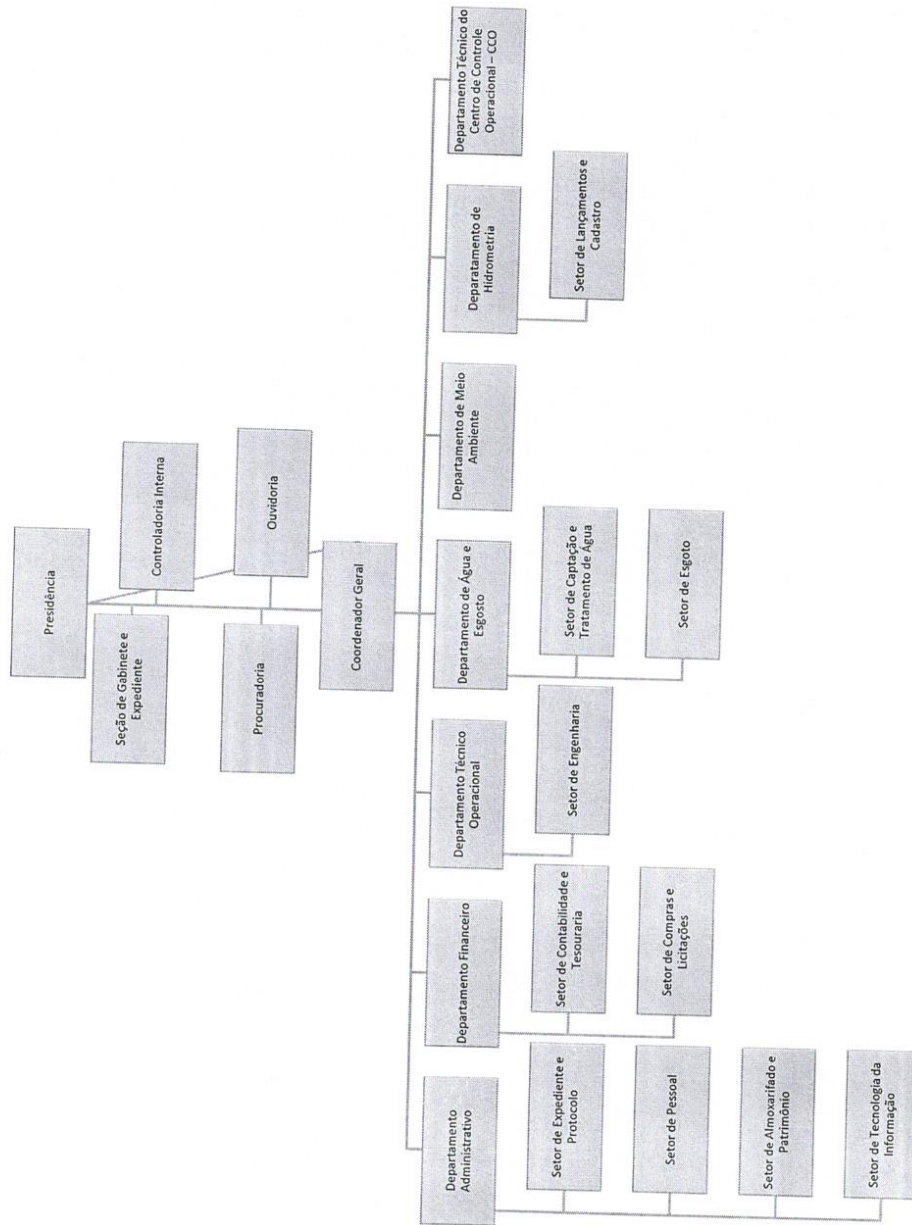 Presidência
Seção de Gabinete e
Expediente
Controladoria Interna
Procuradoria
Ouvidoria
Coordenador Geral
Departamento
Administrativo
Setor de Expediente e
Protocolo
Setor de Pessoal
Setor de Almoxarifado e
Patrimônio
Setor de Tecnologia da
Informação
Departamento Financeiro
Setor de Contabilidade e
Tesouraria
Setor de Compras e
Licitações
Departamento Técnico
Operacional
Setor de Engenharia
Departamento de Água e
Esgosto
Setor de Captação e
Tratamento de Água
Setor de Esgoto
Departamento de Meio
Ambiente
Deparatamento de
Hidrometria
Setor de Lançamentos e
Cadastro
Departamento Técnico do
Centro de Controle
Operacional – CCO